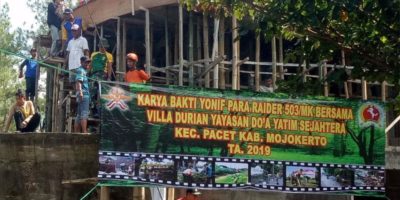 KARYA BAKTI YONIF PARA RAIDER 503/MK BERSAMA
VILLA DURIAN YAYASAN DO'A YATIM SEJAHTERA
KEC. PACET KAB. MOJOKERTO
TA. 2019